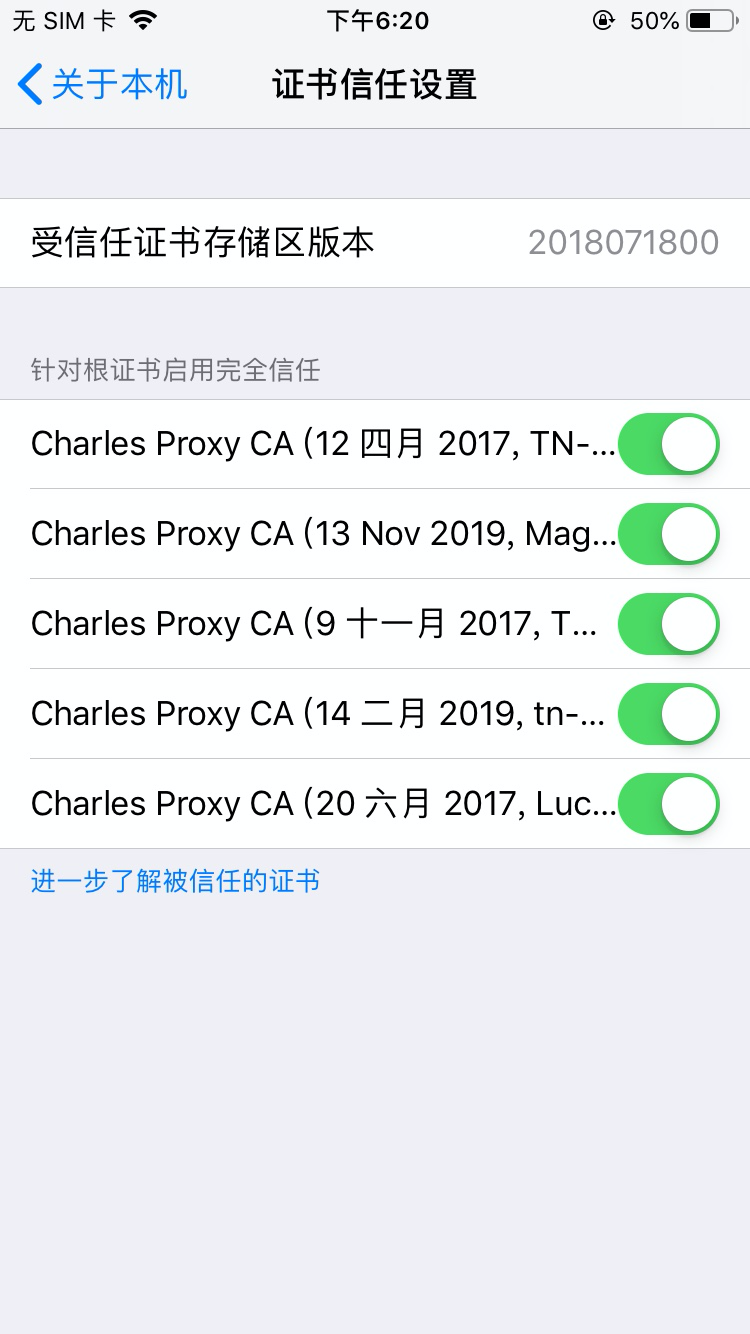 无 SIM 卡 下午6:20 50%
关于本机 证书信任设置
受信任证书存储区版本 2018071800
针对根证书启用完全信任
Charles Proxy CA (12 四月 2017, TN-...
Charles Proxy CA (13 Nov 2019, Mag...
Charles Proxy CA (9 十一月 2017, T...
Charles Proxy CA (14 二月 2019, tn-...
Charles Proxy CA (20 六月 2017, Luc...
进一步了解被信任的证书